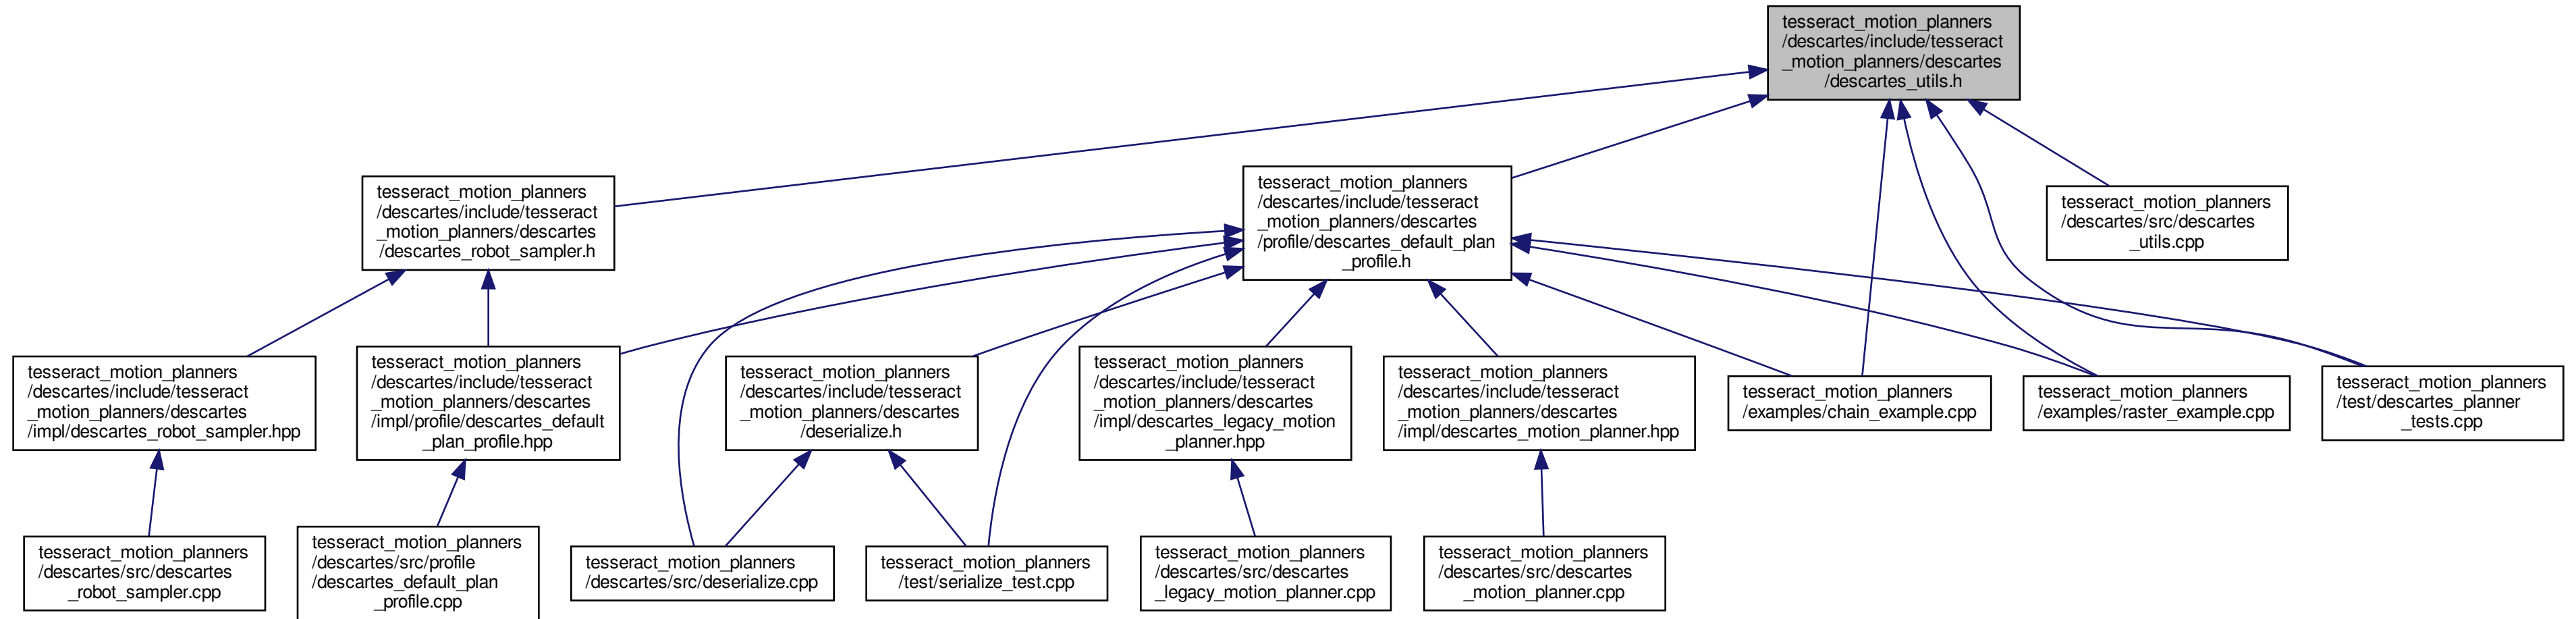 tesseract_motion_planners
/descartes/include/tesseract
_motion_planners/descartes
/descartes_utils.h
tesseract_motion_planners
/descartes/include/tesseract
_motion_planners/descartes
/descartes_robot_sampler.h
tesseract_motion_planners
/descartes/include/tesseract
_motion_planners/descartes
/profile/descartes_default_plan
_profile.h
tesseract_motion_planners
/descartes/src/descartes
_utils.cpp
tesseract_motion_planners
/descartes/include/tesseract
_motion_planners/descartes
/impl/descartes_robot_sampler.hpp
tesseract_motion_planners
/descartes/include/tesseract
_motion_planners/descartes
/impl/profile/descartes_default
_plan_profile.hpp
tesseract_motion_planners
/descartes/include/tesseract
_motion_planners/descartes
/deserialize.h
tesseract_motion_planners
/descartes/include/tesseract
_motion_planners/descartes
/impl/descartes_legacy_motion
_planner.hpp
tesseract_motion_planners
/descartes/include/tesseract
_motion_planners/descartes
/impl/descartes_motion_planner.hpp
tesseract_motion_planners
/examples/chain_example.cpp
tesseract_motion_planners
/examples/raster_example.cpp
tesseract_motion_planners
/test/descartes_planner
_tests.cpp
tesseract_motion_planners
/descartes/src/descartes
_robot_sampler.cpp
tesseract_motion_planners
/descartes/src/profile
/descartes_default_plan
_profile.cpp
tesseract_motion_planners
/descartes/src/deserialize.cpp
tesseract_motion_planners
/test/serialize_test.cpp
tesseract_motion_planners
/descartes/src/descartes
_legacy_motion_planner.cpp
tesseract_motion_planners
/descartes/src/descartes
_motion_planner.cpp